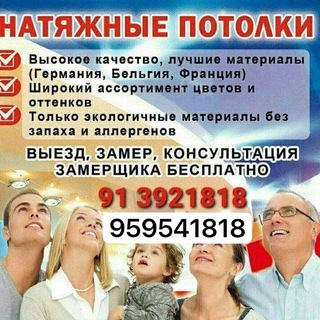 НАТЯЖНЫЕ ПОТОЛКИ
Высокое качество, лучшие материалы
(Германия, Бельгия, Франция)
Широкий ассортимент цветов и
оттенков
Только экологичные материалы без
запаха и аллергенов
ВЫЕЗД, ЗАМЕР, КОНСУЛЬТАЦИЯ
ЗАМЕРЩИКА БЕСПЛАТНО
91 3921818
959541818